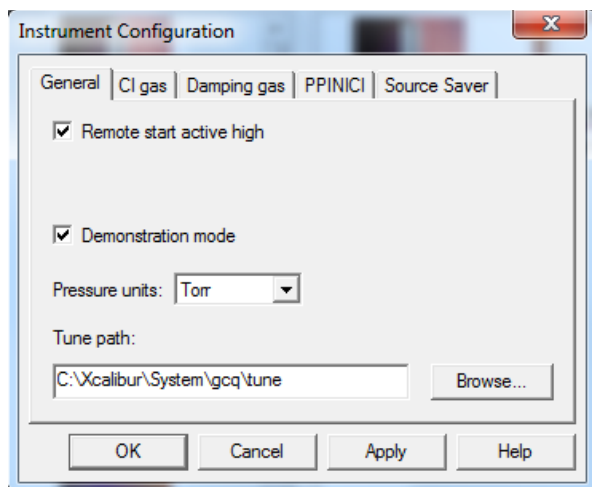 Instrument Configuration
General CI gas Damping gas PPINICI Source Saver
Remote start active high
Demonstration mode
Pressure units: Torr
Tune path:
C:\Xcalibur\System\gcq\tune Browse...
OK Cancel Apply Help